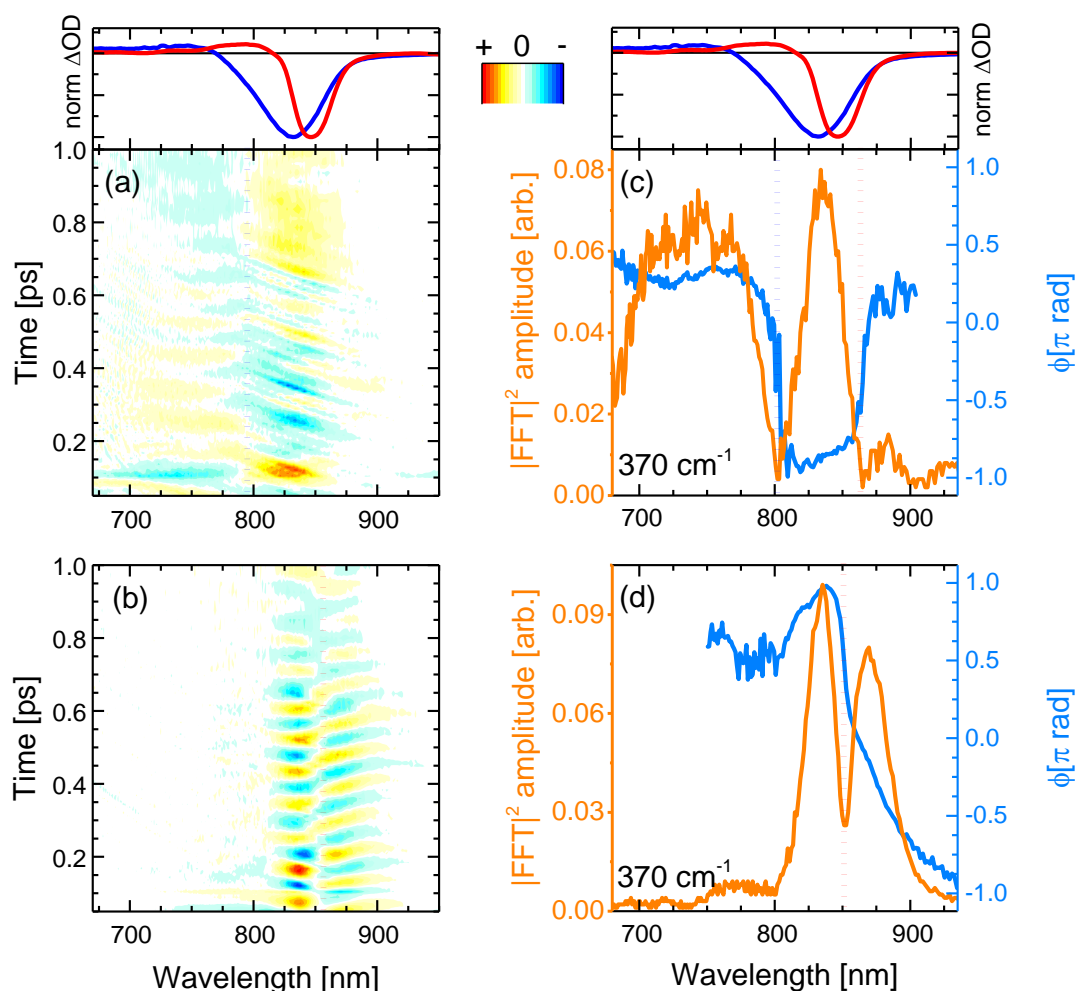 norm ΔOD
+ 0 -
norm ΔOD
(a)
1.0
0.8
0.6
0.4
0.2
Time [ps]
700 800 900
(c)
0.08
0.06
0.04
0.02
0.00
|FFT|² amplitude [arb.]
370 cm⁻¹
1.0
0.5
0.0
-0.5
-1.0
ϕ[π rad]
700 800 900
(b)
1.0
0.8
0.6
0.4
0.2
Time [ps]
700 800 900
Wavelength [nm]
(d)
0.09
0.06
0.03
0.00
|FFT|² amplitude [arb.]
370 cm⁻¹
1.0
0.5
0.0
-0.5
-1.0
ϕ[π rad]
700 800 900
Wavelength [nm]